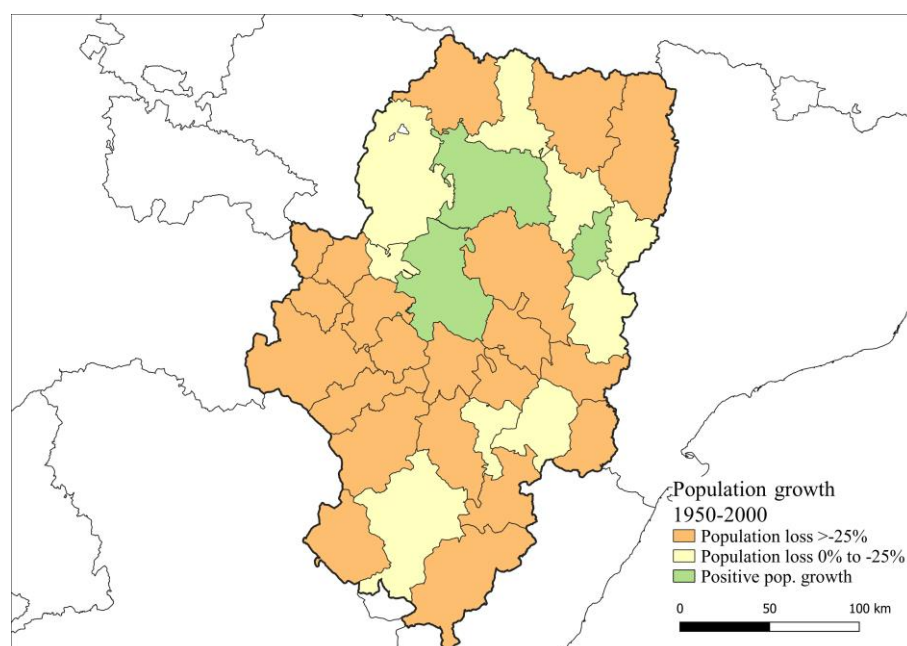 Population growth
1950-2000
Population loss >-25%
Population loss 0% to -25%
Positive pop. growth
0 50 100 km